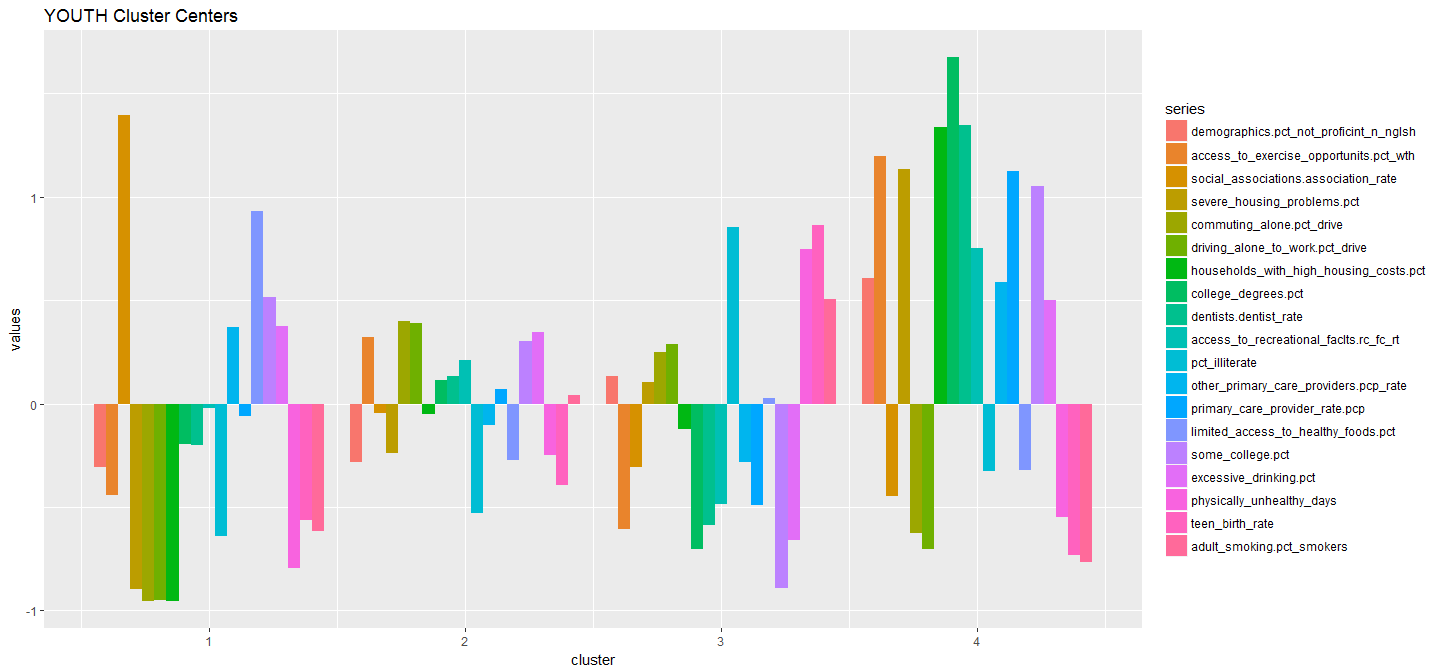 YOUTH Cluster Centers
values
1
0
-1
1
2
3
4
cluster
series
demographics.pct_not_proficint_n_nglsh
access_to_exercise_opportunits.pct_wth
social_associations.association_rate
severe_housing_problems.pct
commuting_alone.pct_drive
driving_alone_to_work.pct_drive
households_with_high_housing_costs.pct
college_degrees.pct
dentists.dentist_rate
access_to_recreational_faclts.rc_fc_rt
pct_illiterate
other_primary_care_providers.pcp_rate
primary_care_provider_rate.pcp
limited_access_to_healthy_foods.pct
some_college.pct
excessive_drinking.pct
physically_unhealthy_days
teen_birth_rate
adult_smoking.pct_smokers